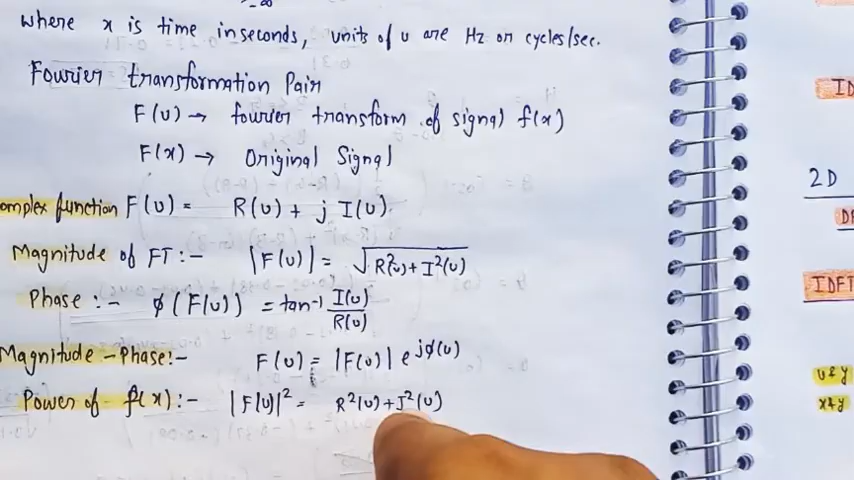 ∞
where x is time in seconds, units of u are Hz or cycles/sec.
Fourier transformation Pair
F(u) → fourier transform of signal f(x)
F(x) → Original Signal
omplex function F(u) = R(u) + j I(u).
Magnitude of FT :- |F(u)| = √R²(u) + I²(u)
Phase :- φ(F(u)) = tan⁻¹ I(u)/R(u)
Magnitude - Phase :- F(u) = |F(u)| e^jφ(u)
Power of f(x) :- |F(u)|² = R²(u) + I²(u)
ID
2D
DF
IDFT
u & y
x & y